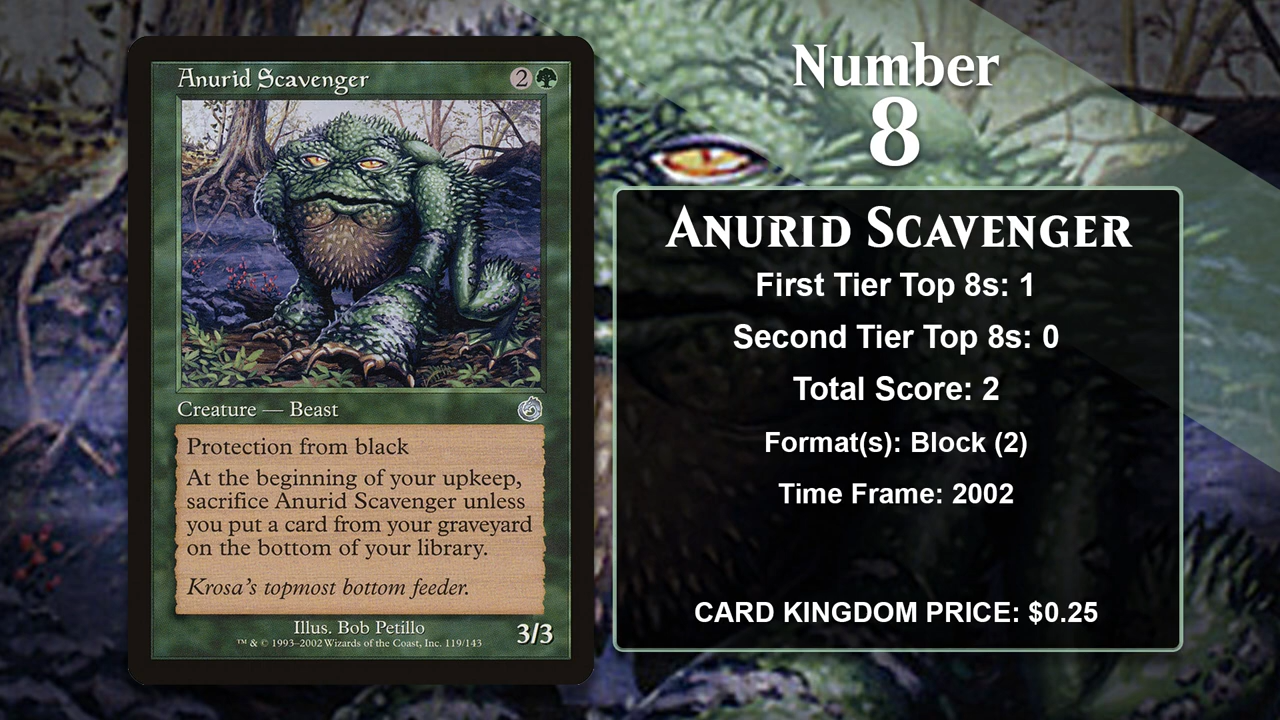 Anurid Scavenger 2
Creature — Beast
Protection from black
At the beginning of your upkeep,
sacrifice Anurid Scavenger unless
you put a card from your graveyard
on the bottom of your library.
Krosa's topmost bottom feeder.
Illus. Bob Petillo
™ & © 1993–2002 Wizards of the Coast, Inc. 119/143
3/3
Number
8
Anurid Scavenger
First Tier Top 8s: 1
Second Tier Top 8s: 0
Total Score: 2
Format(s): Block (2)
Time Frame: 2002
CARD KINGDOM PRICE: $0.25